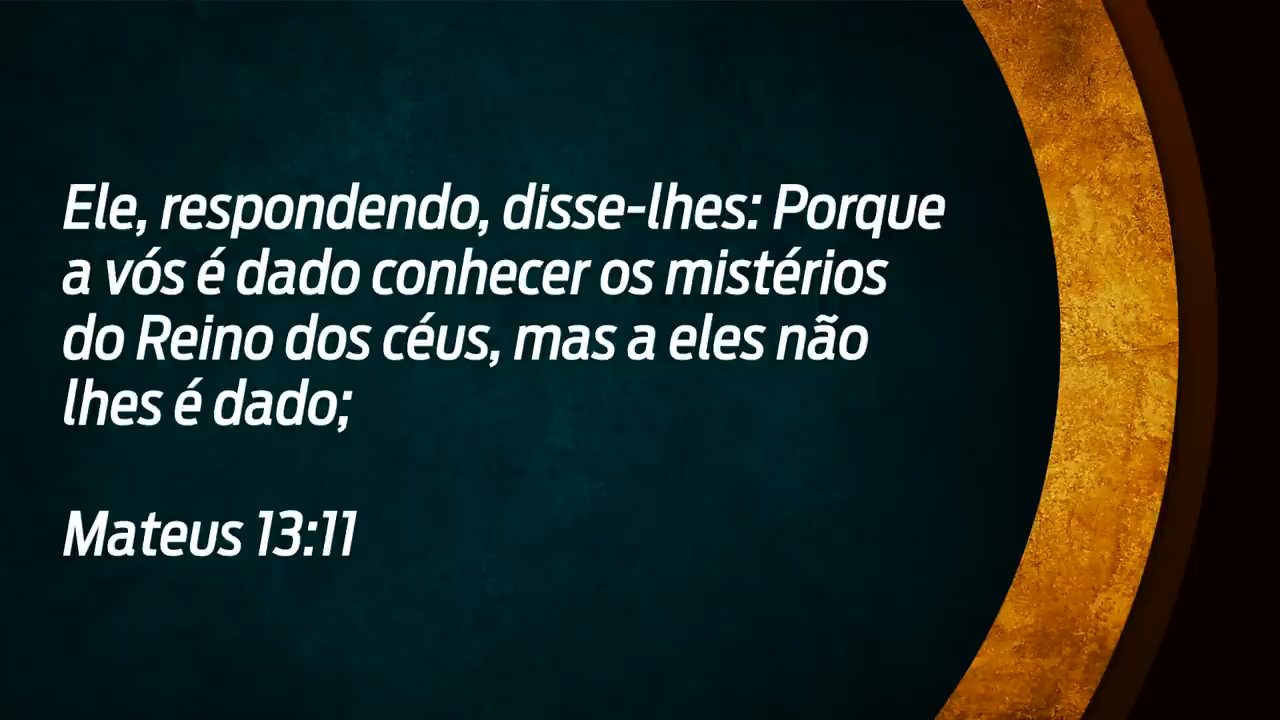 Ele, respondendo, disse-lhes: Porque
a vós é dado conhecer os mistérios
do Reino dos céus, mas a eles não
lhes é dado;
Mateus 13:11